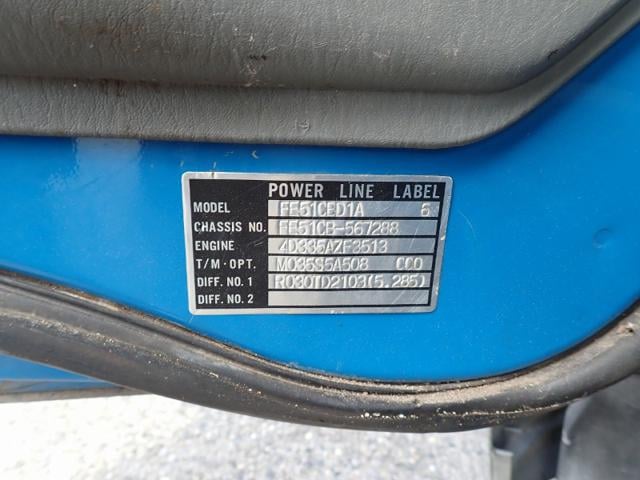 POWER LINE LABEL
MODEL FE51CED1A 6
CHASSIS NO. FE51CB-567288
ENGINE 4D335AZF3513
T/M·OPT. M035S5A508 CC0
DIFF. NO. 1 R030TD2103(5.285)
DIFF. NO. 2